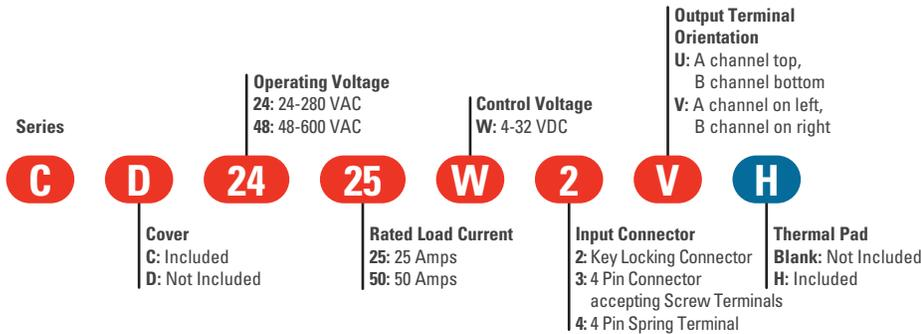 Output Terminal
Orientation
U: A channel top,
B channel bottom
V: A channel on left,
B channel on right
Operating Voltage
24: 24-280 VAC
48: 48-600 VAC
Control Voltage
W: 4-32 VDC
Series
C D 24 25 W 2 V H
Cover
C: Included
D: Not Included
Rated Load Current
25: 25 Amps
50: 50 Amps
Input Connector
2: Key Locking Connector
3: 4 Pin Connector
accepting Screw Terminals
4: 4 Pin Spring Terminal
Thermal Pad
Blank: Not Included
H: Included